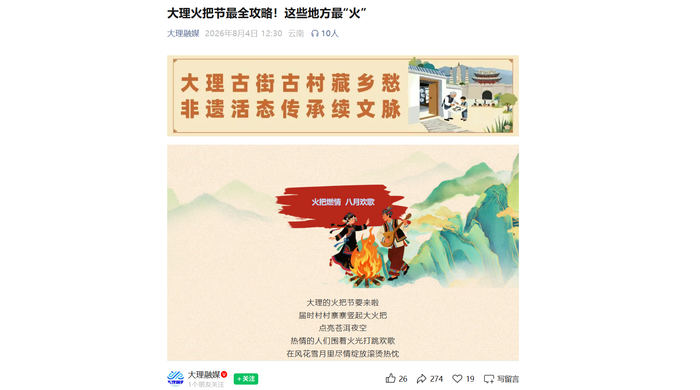 大理火把节最全攻略！这些地方最“火”
大理融媒 2026年8月4日 12:30 云南 10人
大理古街古村藏乡愁
非遗活态传承续文脉
火把燃情 八月欢歌
大理的火把节要来啦
届时村村寨寨竖起大火把
点亮苍洱夜空
热情的人们围着火光打跳欢歌
在风花雪月里尽情绽放滚烫热忱
大理融媒
1个朋友关注
+关注
26 274 19 写留言